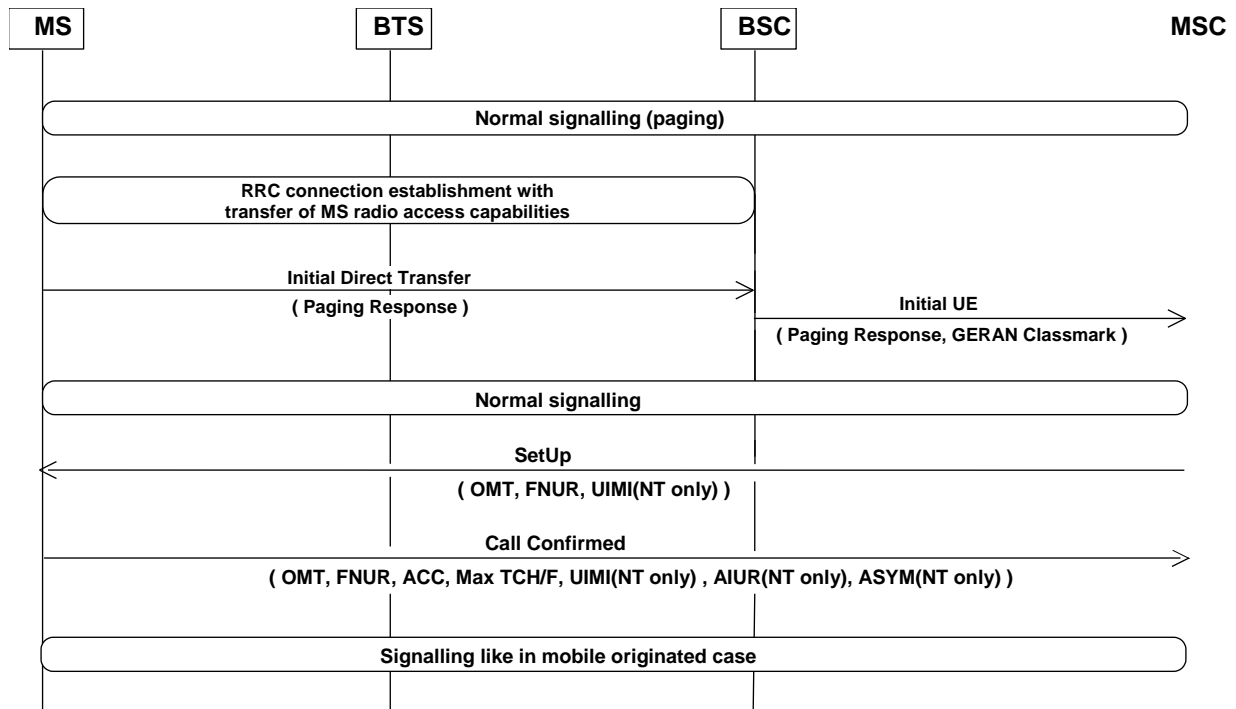 MS BTS BSC MSC
Normal signalling (paging)
RRC connection establishment with
transfer of MS radio access capabilities
Initial Direct Transfer
( Paging Response )
Initial UE
( Paging Response, GERAN Classmark )
Normal signalling
SetUp
( OMT, FNUR, UIMI(NT only) )
Call Confirmed
( OMT, FNUR, ACC, Max TCH/F, UIMI(NT only) , AIUR(NT only), ASYM(NT only) )
Signalling like in mobile originated case